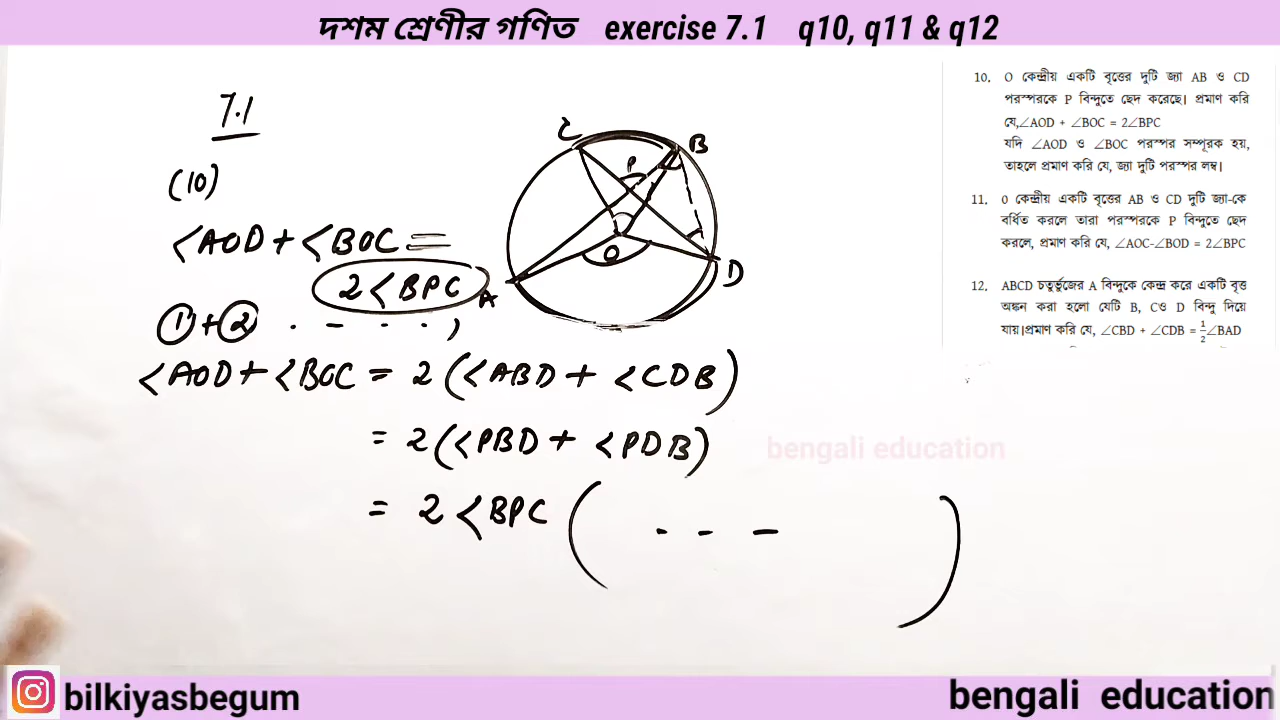 দশম শ্রেণীর গণিত exercise 7.1 q10, q11 & q12
7.1
(10)
<AOD + <BOC =
2 <BPC
① + ② . - . . ,
<AOD + <BOC = 2 (<ABD + <CDB)
= 2 (<PBD + <PDB)
= 2 <BPC ( - - - )
C
B
P
O
A
D
10. O কেন্দ্রীয় একটি বৃত্তের দুটি জ্যা AB ও CD
পরস্পরকে P বিন্দুতে ছেদ করেছে। প্রমাণ করি
যে,∠AOD + ∠BOC = 2∠BPC
যদি ∠AOD ও ∠BOC পরস্পর সম্পূরক হয়,
তাহলে প্রমাণ করি যে, জ্যা দুটি পরস্পর লম্ব।
11. O কেন্দ্রীয় একটি বৃত্তের AB ও CD দুটি জ্যা-কে
বর্ধিত করলে তারা পরস্পরকে P বিন্দুতে ছেদ
করলে, প্রমাণ করি যে, ∠AOC-∠BOD = 2∠BPC
12. ABCD চতুর্ভুজের A বিন্দুকে কেন্দ্র করে একটি বৃত্ত
অঙ্কন করা হলো যেটি B, Cও D বিন্দু দিয়ে
যায়।প্রমাণ করি যে, ∠CBD + ∠CDB = 1/2∠BAD
bengali education
bilkiyasbegum
bengali education